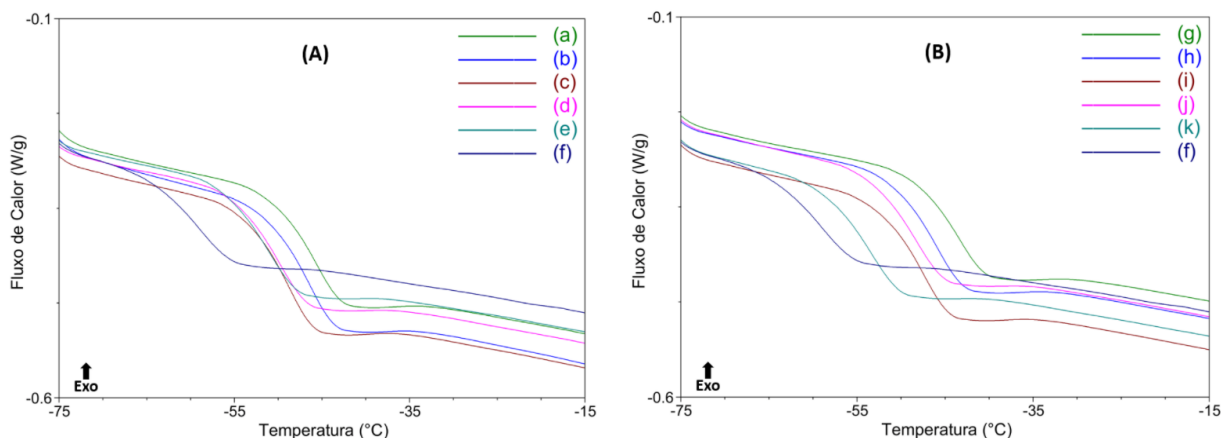 -0.1
(A)
(a)
(b)
(c)
(d)
(e)
(f)
Fluxo de Calor (W/g)
Exo
-0.6
-75
-55
-35
-15
Temperatura (°C)
-0.1
(B)
(g)
(h)
(i)
(j)
(k)
(f)
Fluxo de Calor (W/g)
Exo
-0.6
-75
-55
-35
-15
Temperatura (°C)